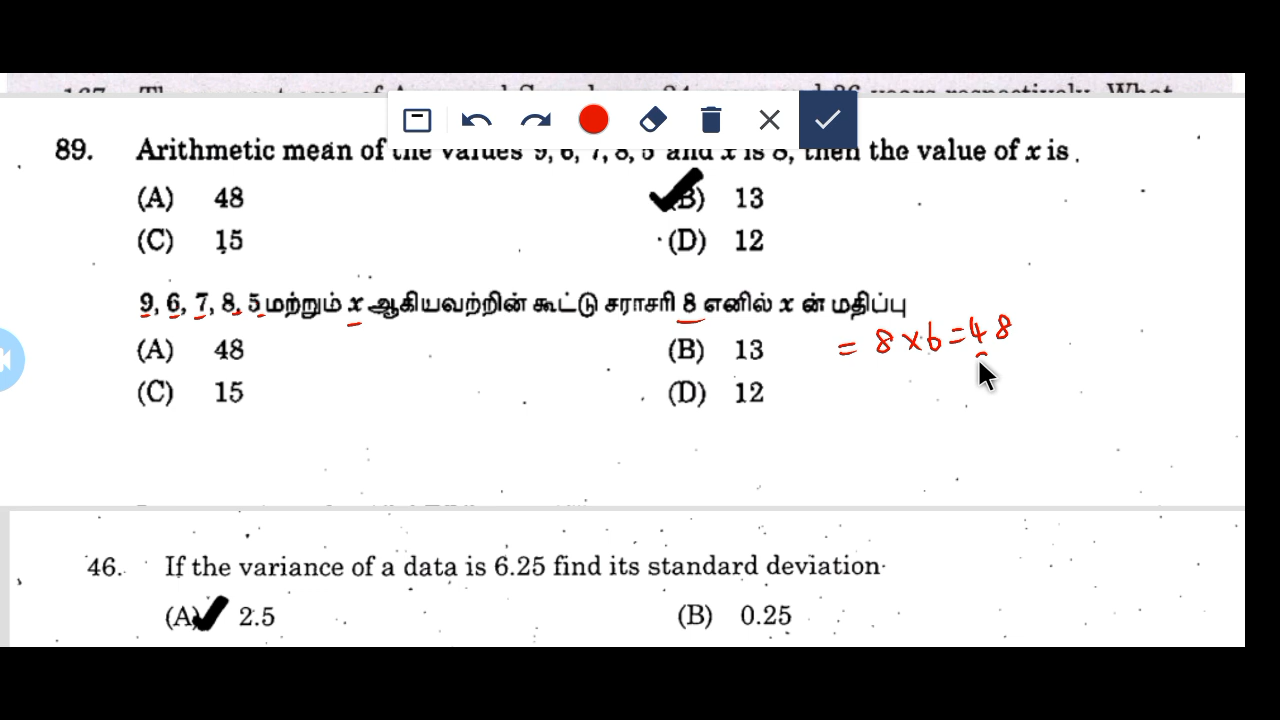 89. Arithmetic mean of the values 9, 6, 7, 8, 5 and x is 8, then the value of x is
(A) 48 (B) 13
(C) 15 (D) 12
9, 6, 7, 8, 5 மற்றும் x ஆகியவற்றின் கூட்டு சராசரி 8 எனில் x ன் மதிப்பு
= 8 x 6 = 48
(A) 48 (B) 13
(C) 15 (D) 12
46. If the variance of a data is 6.25 find its standard deviation
(A) 2.5 (B) 0.25